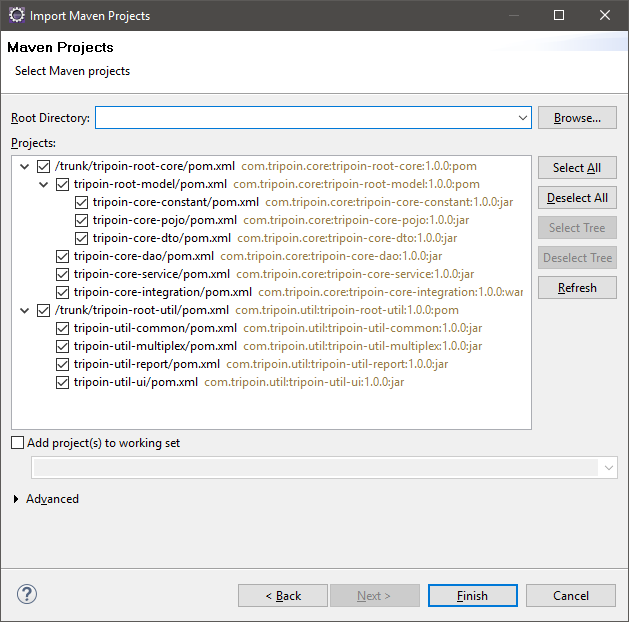 Import Maven Projects
Maven Projects
Select Maven projects
Root Directory:
Browse...
Projects:
/trunk/tripoin-root-core/pom.xml com.tripoin.core:tripoin-root-core:1.0.0:pom
Select All
tripoin-root-model/pom.xml com.tripoin.core:tripoin-root-model:1.0.0:pom
tripoin-core-constant/pom.xml com.tripoin.core:tripoin-core-constant:1.0.0:jar
Deselect All
tripoin-core-pojo/pom.xml com.tripoin.core:tripoin-core-pojo:1.0.0:jar
Select Tree
tripoin-core-dto/pom.xml com.tripoin.core:tripoin-core-dto:1.0.0:jar
tripoin-core-dao/pom.xml com.tripoin.core:tripoin-core-dao:1.0.0:jar
Deselect Tree
tripoin-core-service/pom.xml com.tripoin.core:tripoin-core-service:1.0.0:jar
tripoin-core-integration/pom.xml com.tripoin.core:tripoin-core-integration:1.0.0:war
Refresh
/trunk/tripoin-root-util/pom.xml com.tripoin.util:tripoin-root-util:1.0.0:pom
tripoin-util-common/pom.xml com.tripoin.util:tripoin-util-common:1.0.0:jar
tripoin-util-multiplex/pom.xml com.tripoin.util:tripoin-util-multiplex:1.0.0:jar
tripoin-util-report/pom.xml com.tripoin.util:tripoin-util-report:1.0.0:jar
tripoin-util-ui/pom.xml com.tripoin.util:tripoin-util-ui:1.0.0:jar
Add project(s) to working set
Advanced
?
< Back
Next >
Finish
Cancel